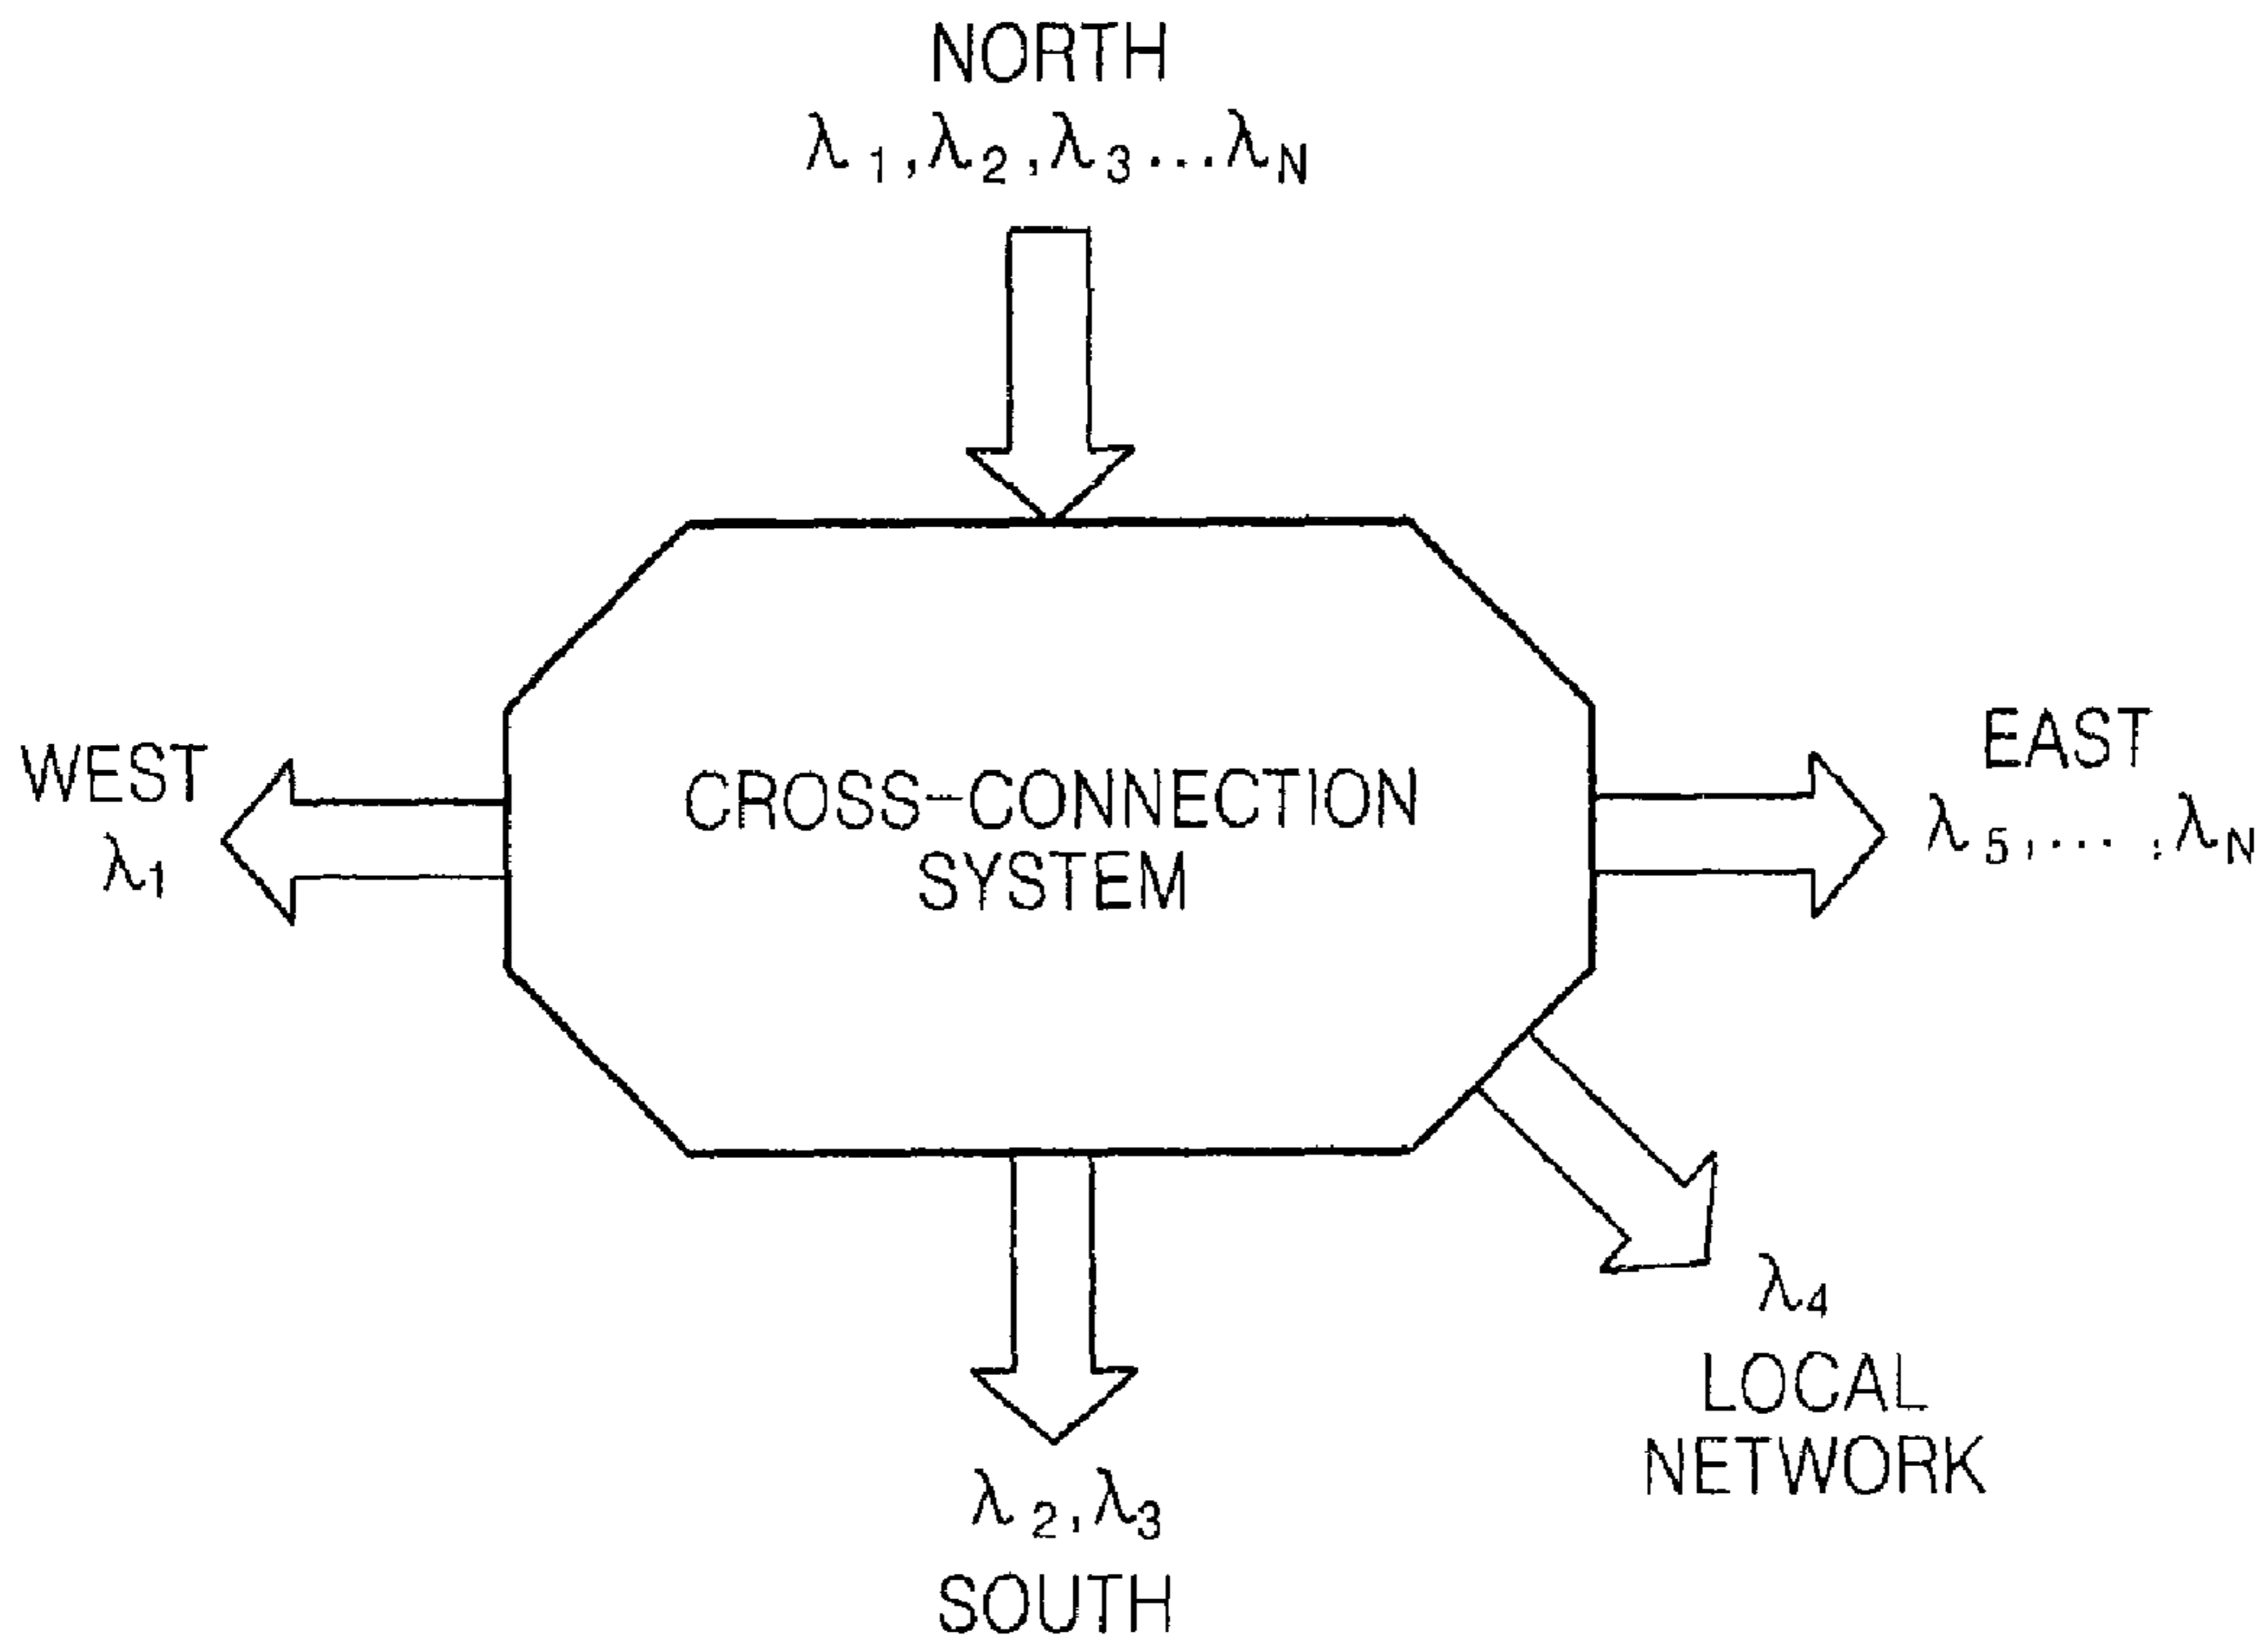 NORTH
λ1,λ2,λ3...λN
WEST
λ1
CROSS-CONNECTION
SYSTEM
EAST
λ5,... ,λN
λ4
LOCAL
NETWORK
λ2,λ3
SOUTH